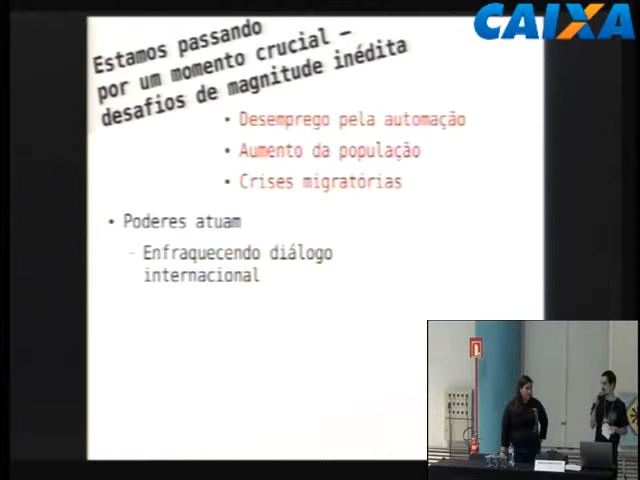 CAIXA
Estamos passando
por um momento crucial –
desafios de magnitude inédita
• Desemprego pela automação
• Aumento da população
• Crises migratórias
• Poderes atuam
– Enfraquecendo diálogo
internacional